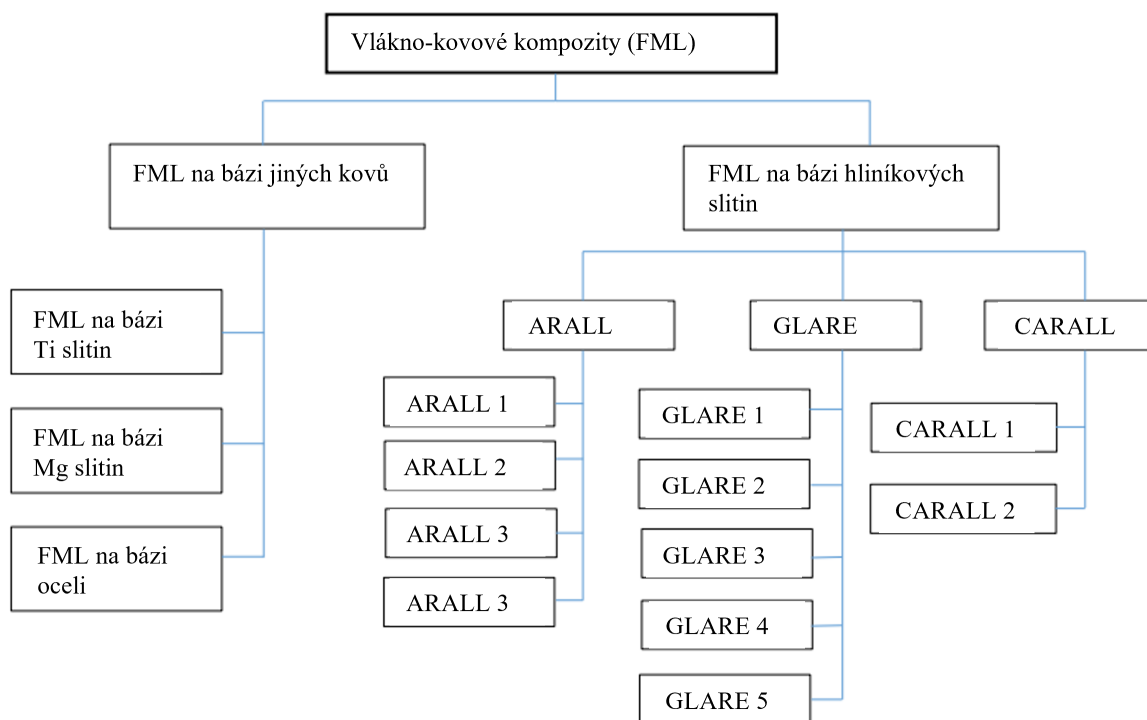 Vlákno-kovové kompozity (FML)
FML na bázi jiných kovů
FML na bázi hliníkových
slitin
FML na bázi
Ti slitin
FML na bázi
Mg slitin
FML na bázi
oceli
ARALL
ARALL 1
ARALL 2
ARALL 3
ARALL 3
GLARE
GLARE 1
GLARE 2
GLARE 3
GLARE 4
GLARE 5
CARALL
CARALL 1
CARALL 2